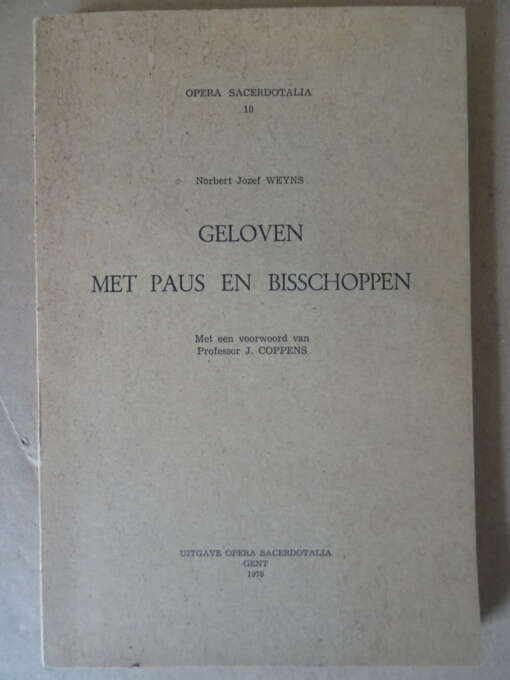 OPERA SACERDOTALIA
10
Norbert Jozef WEYNS
GELOVEN
MET PAUS EN BISSCHOPPEN
Met een voorwoord van
Professor J. COPPENS
UITGAVE OPERA SACERDOTALIA
GENT
1975